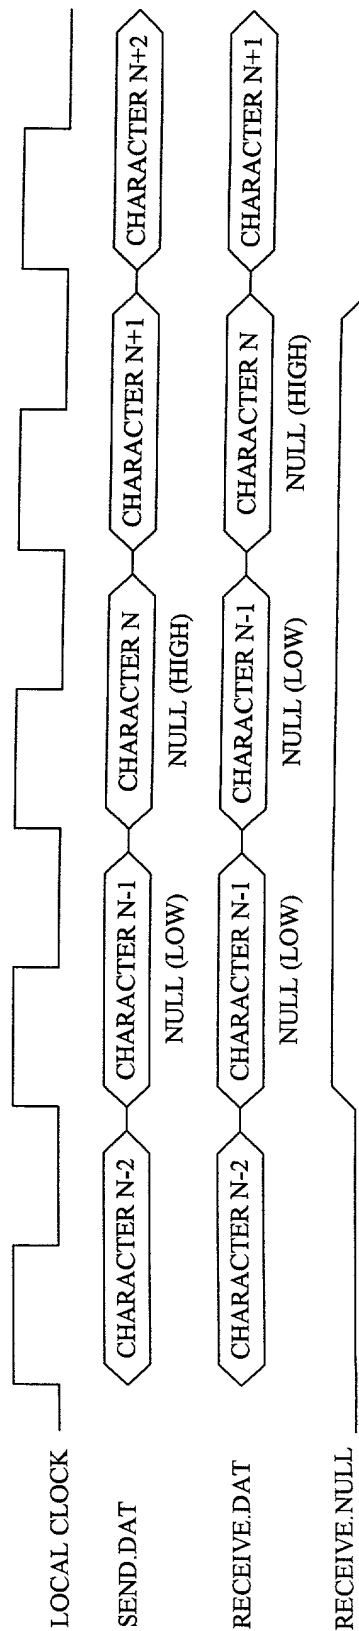 LOCAL CLOCK
SEND.DAT
CHARACTER N-2
CHARACTER N-1
CHARACTER N
CHARACTER N+1
CHARACTER N+2
NULL (LOW)
NULL (HIGH)
RECEIVE.DAT
CHARACTER N-2
CHARACTER N-1
CHARACTER N-1
CHARACTER N
CHARACTER N+1
NULL (LOW)
NULL (LOW)
NULL (HIGH)
RECEIVE.NULL